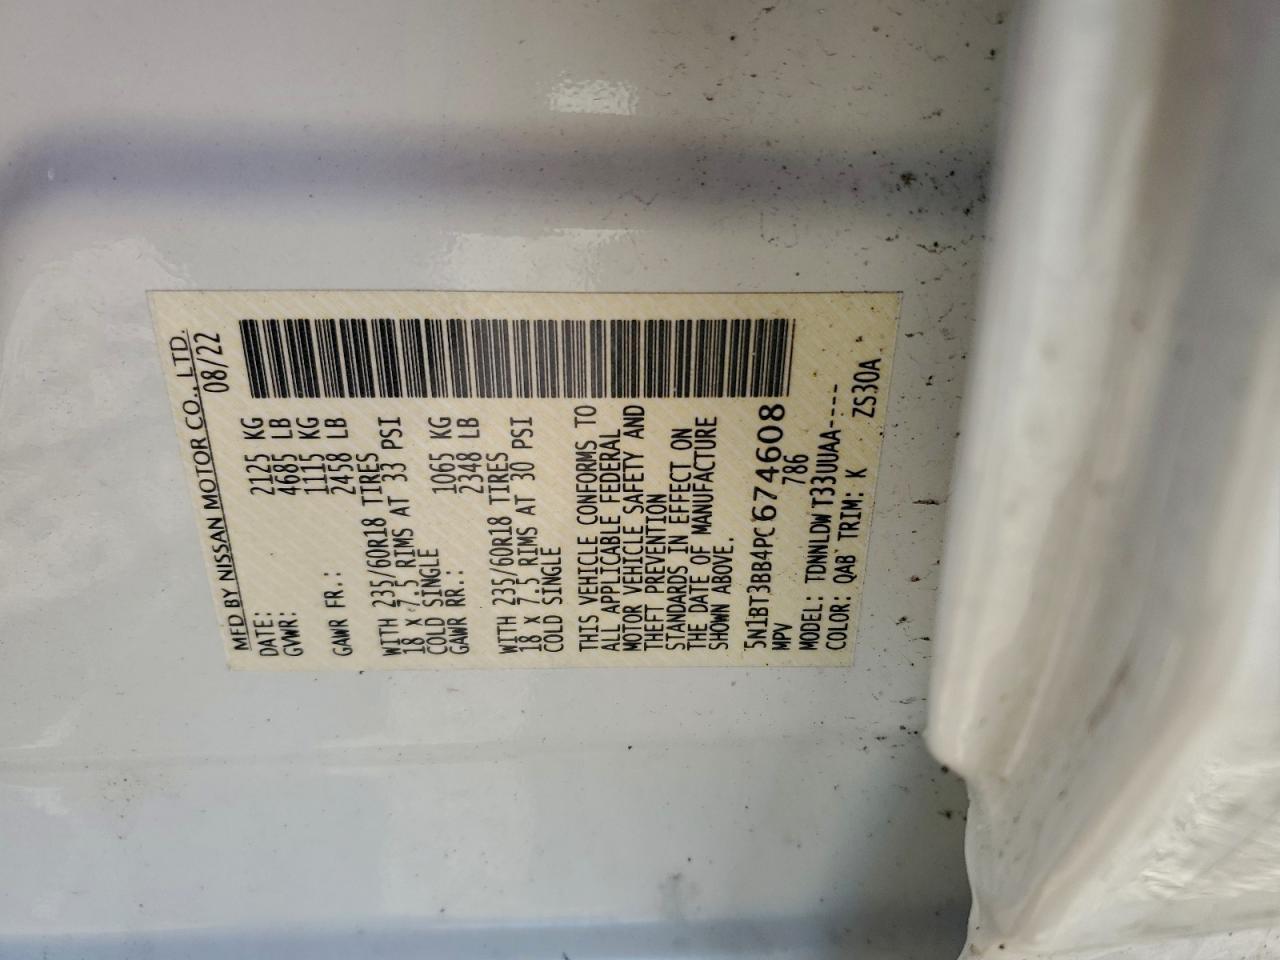 MFD BY NISSAN MOTOR CO., LTD.
DATE: 08/22
GVWR: 2125 KG
4685 LB
GAWR FR.: 1115 KG
2458 LB
WITH 235/60R18 TIRES
18 x 7.5 RIMS AT 33 PSI
COLD SINGLE
GAWR RR.: 1065 KG
2348 LB
WITH 235/60R18 TIRES
18 x 7.5 RIMS AT 30 PSI
COLD SINGLE
THIS VEHICLE CONFORMS TO
ALL APPLICABLE FEDERAL
MOTOR VEHICLE SAFETY AND
THEFT PREVENTION
STANDARDS IN EFFECT ON
THE DATE OF MANUFACTURE
SHOWN ABOVE.
5N1BT3BB4PC674608
MPV 786
MODEL: TDNNLDW T33UUAA----
COLOR: QAB TRIM: K ZS30A